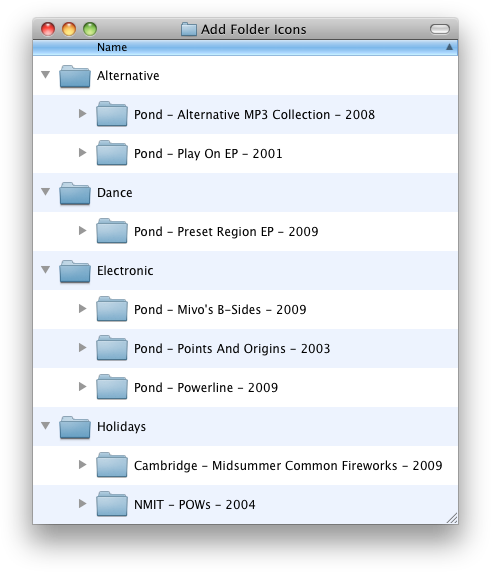 Add Folder Icons
Name
Alternative
Pond – Alternative MP3 Collection – 2008
Pond – Play On EP – 2001
Dance
Pond – Preset Region EP – 2009
Electronic
Pond – Mivo's B-Sides – 2009
Pond – Points And Origins – 2003
Pond – Powerline – 2009
Holidays
Cambridge – Midsummer Common Fireworks – 2009
NMIT – POWs – 2004